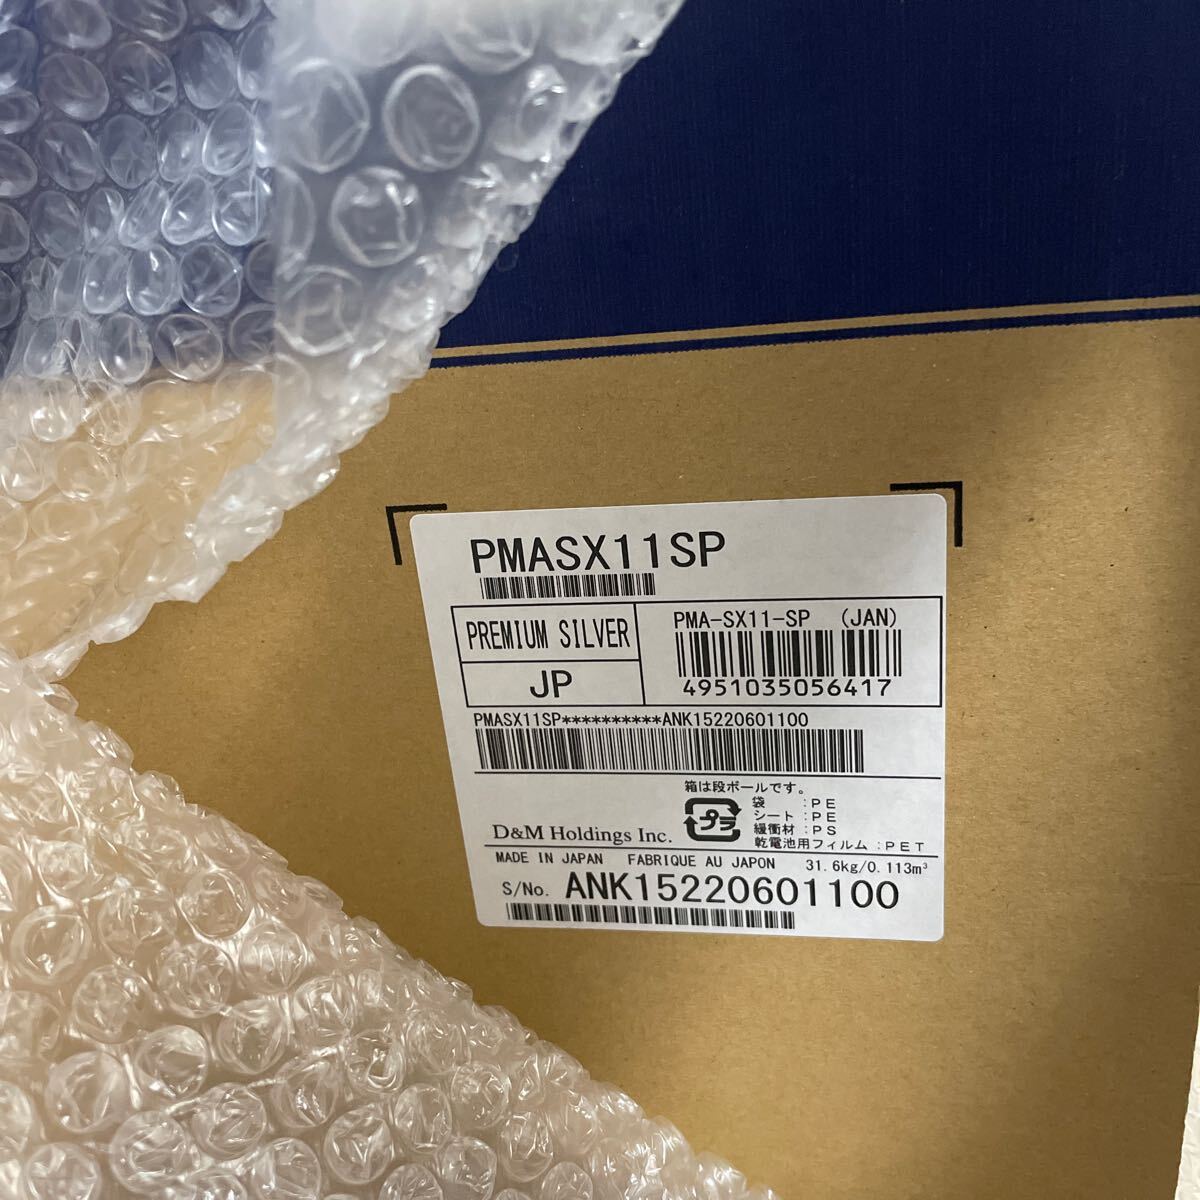 PMASX11SP
PREMIUM SILVER
JP
PMA-SX11-SP (JAN)
4951035056417
PMASX11SP**********ANK15220601100
箱は段ボールです。
プラ
袋 :PE
シート :PE
緩衝材 :PS
乾電池用フィルム :PET
D&M Holdings Inc.
MADE IN JAPAN FABRIQUE AU JAPON 31.6kg/0.113m³
S/No. ANK15220601100